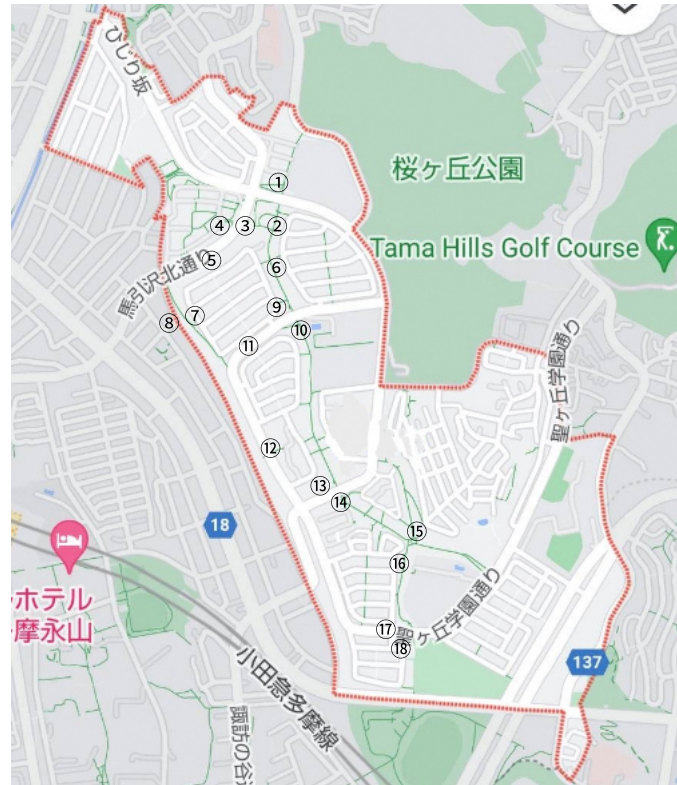 ひじり坂
桜ヶ丘公園
①
④
③
②
Tama Hills Golf Course
馬引沢北通り
⑤
⑥
⑨
⑦
⑧
⑩
⑪
聖ヶ丘学園通り
⑫
⑬
⑭
18
⑮
⑯
ホテル
摩永山
聖ヶ丘学園通り
⑰
⑱
137
小田急多摩線
諏訪の谷